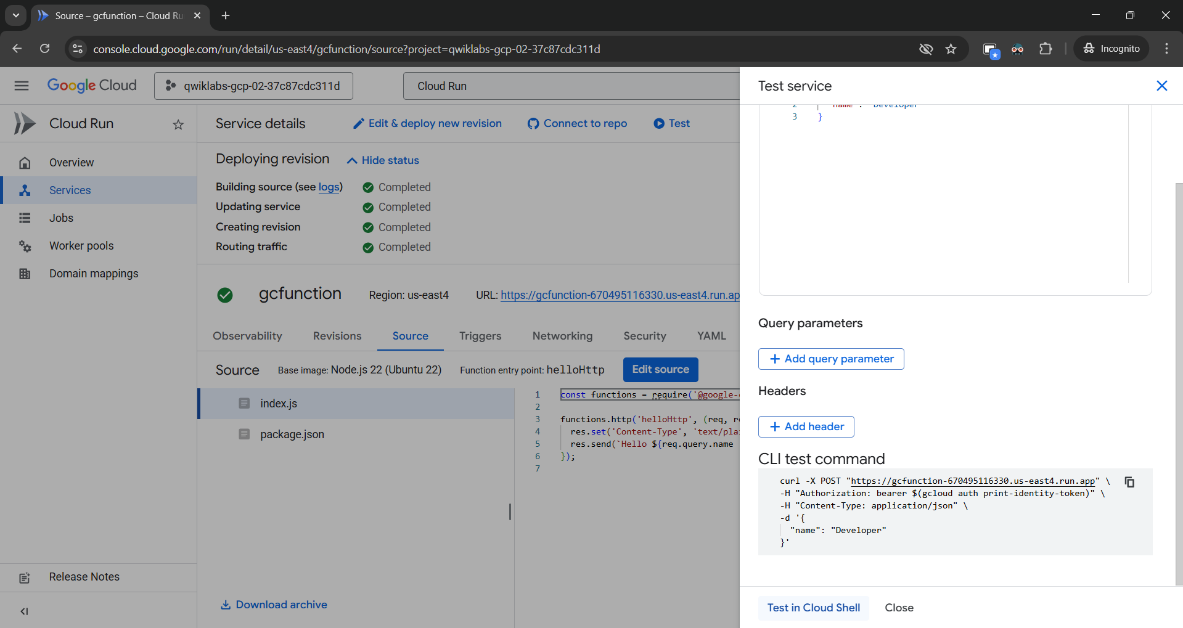 Source – gcfunction – Cloud Ru
console.cloud.google.com/run/detail/us-east4/gcfunction/source?project=qwiklabs-gcp-02-37c87cdc311d
Incognito
Google Cloud
qwiklabs-gcp-02-37c87cdc311d
Cloud Run
Cloud Run
Overview
Services
Jobs
Worker pools
Domain mappings
Release Notes
Service details
Edit & deploy new revision
Connect to repo
Test
Deploying revision
Hide status
Building source (see logs) Completed
Updating service Completed
Creating revision Completed
Routing traffic Completed
gcfunction Region: us-east4 URL: https://gcfunction-670495116330.us-east4.run.ap
Observability Revisions Source Triggers Networking Security YAML
Source Base image: Node.js 22 (Ubuntu 22) Function entry point: helloHttp Edit source
index.js
package.json
1 const functions = require('@google-
2
3 functions.http('helloHttp', (req, r
4 res.set('Content-Type', 'text/pla
5 res.send(`Hello ${req.query.name
6 });
7
Download archive
Test service
2 "name": "Developer"
3 }
Query parameters
+ Add query parameter
Headers
+ Add header
CLI test command
curl -X POST "https://gcfunction-670495116330.us-east4.run.app" \
-H "Authorization: bearer $(gcloud auth print-identity-token)" \
-H "Content-Type: application/json" \
-d '{
"name": "Developer"
}'
Test in Cloud Shell
Close